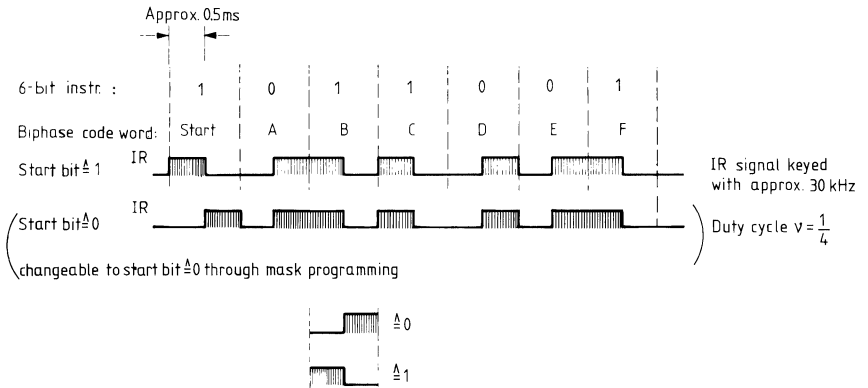 Approx. 0.5ms
6-bit instr. : 1 0 1 1 0 0 1
Biphase code word: Start A B C D E F
Start bit ≙ 1 IR
IR signal keyed
with approx. 30 kHz
Start bit ≙ 0 IR
Duty cycle ν = 1/4
changeable to start bit ≙ 0 through mask programming
≙ 0
≙ 1